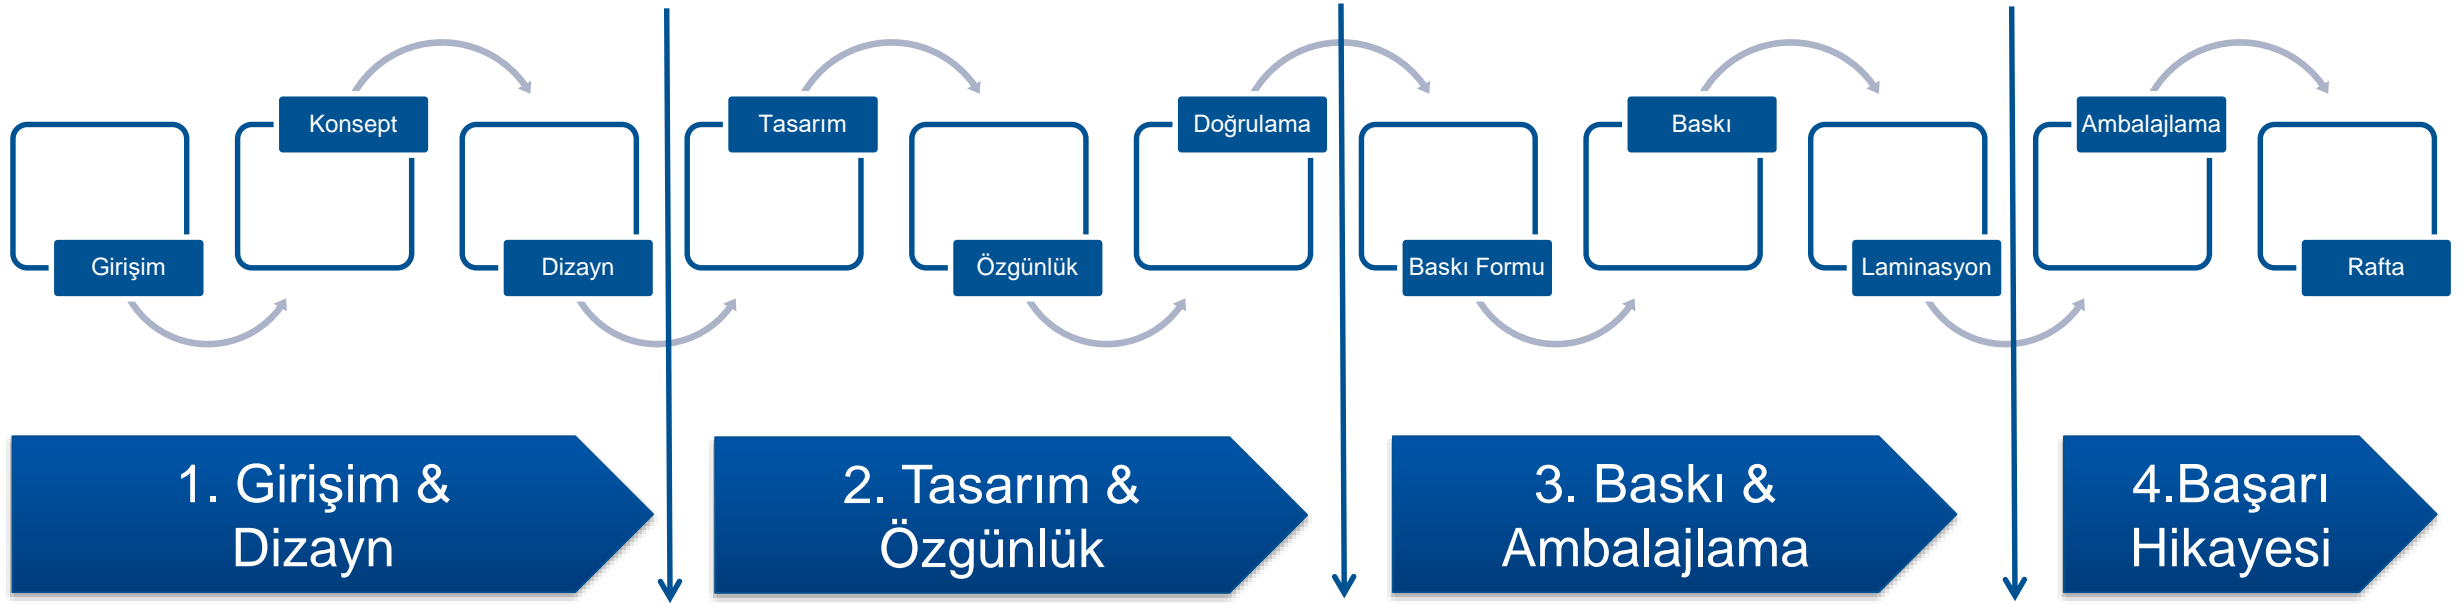 Girişim
Konsept
Dizayn
Tasarım
Özgünlük
Doğrulama
Baskı Formu
Baskı
Laminasyon
Ambalajlama
Rafta
1. Girişim &
Dizayn
2. Tasarım &
Özgünlük
3. Baskı &
Ambalajlama
4.Başarı
Hikayesi